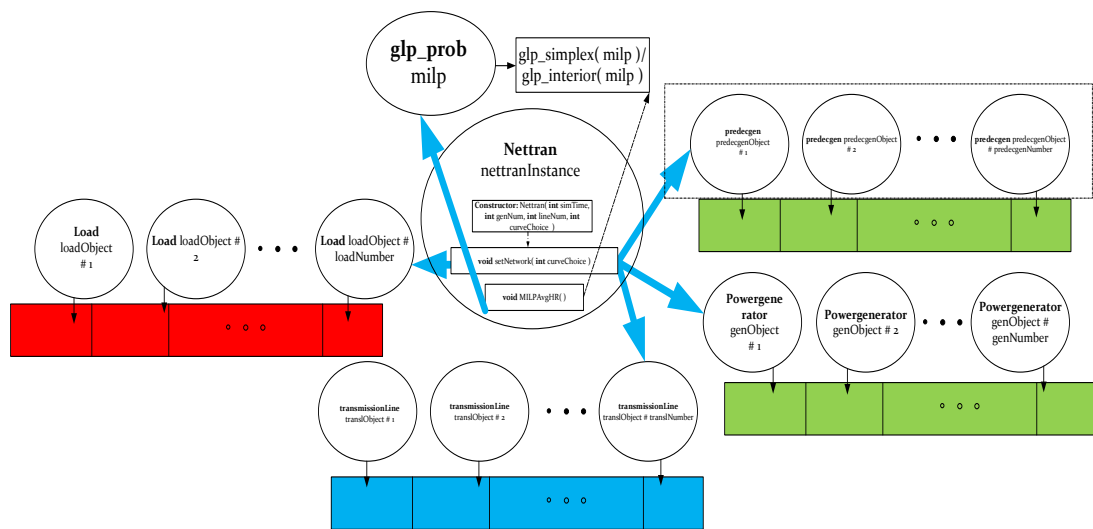 glp_prob
milp
glp_simplex( milp )/
glp_interior( milp )
Nettran
nettranInstance
Constructor: Nettran( int simTime,
int genNum, int lineNum, int
curveChoice )
void setNetwork( int curveChoice )
void MILPAvgHR( )
predecgen
predecgenObject
# 1
predecgen predecgenObject
# 2
predecgen predecgenObject
# predecgenNumber
Load
loadObject
# 1
Load loadObject #
2
Load loadObject #
loadNumber
Powergene
rator
genObject
# 1
Powergenerator
genObject # 2
Powergenerator
genObject #
genNumber
transmissionLine
translObject # 1
transmissionLine
translObject # 2
transmissionLine
translObject # translNumber